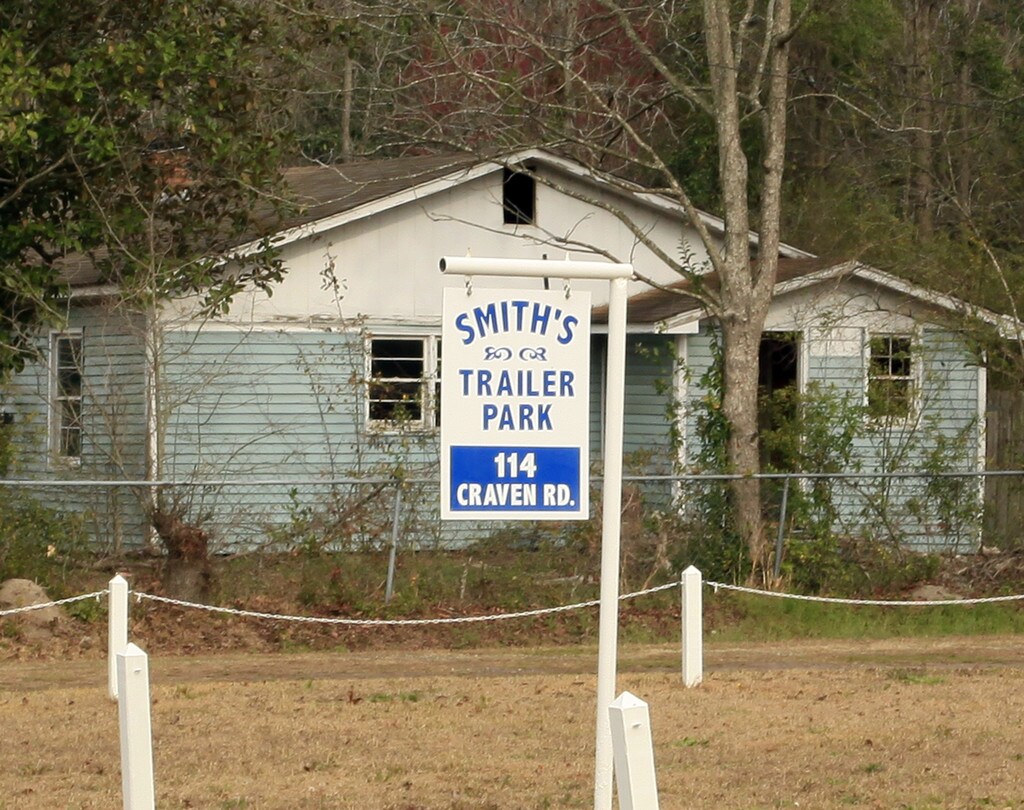 SMITH'S
TRAILER
PARK
114
CRAVEN RD.